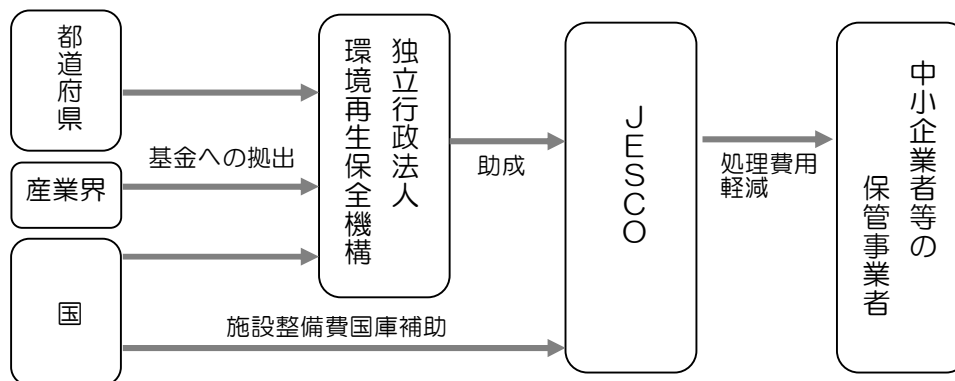 都道府県
産業界
国
基金への拠出
独立行政法人
環境再生保全機構
助成
施設整備費国庫補助
JESCO
処理費用
軽減
中小企業者等の
保管事業者